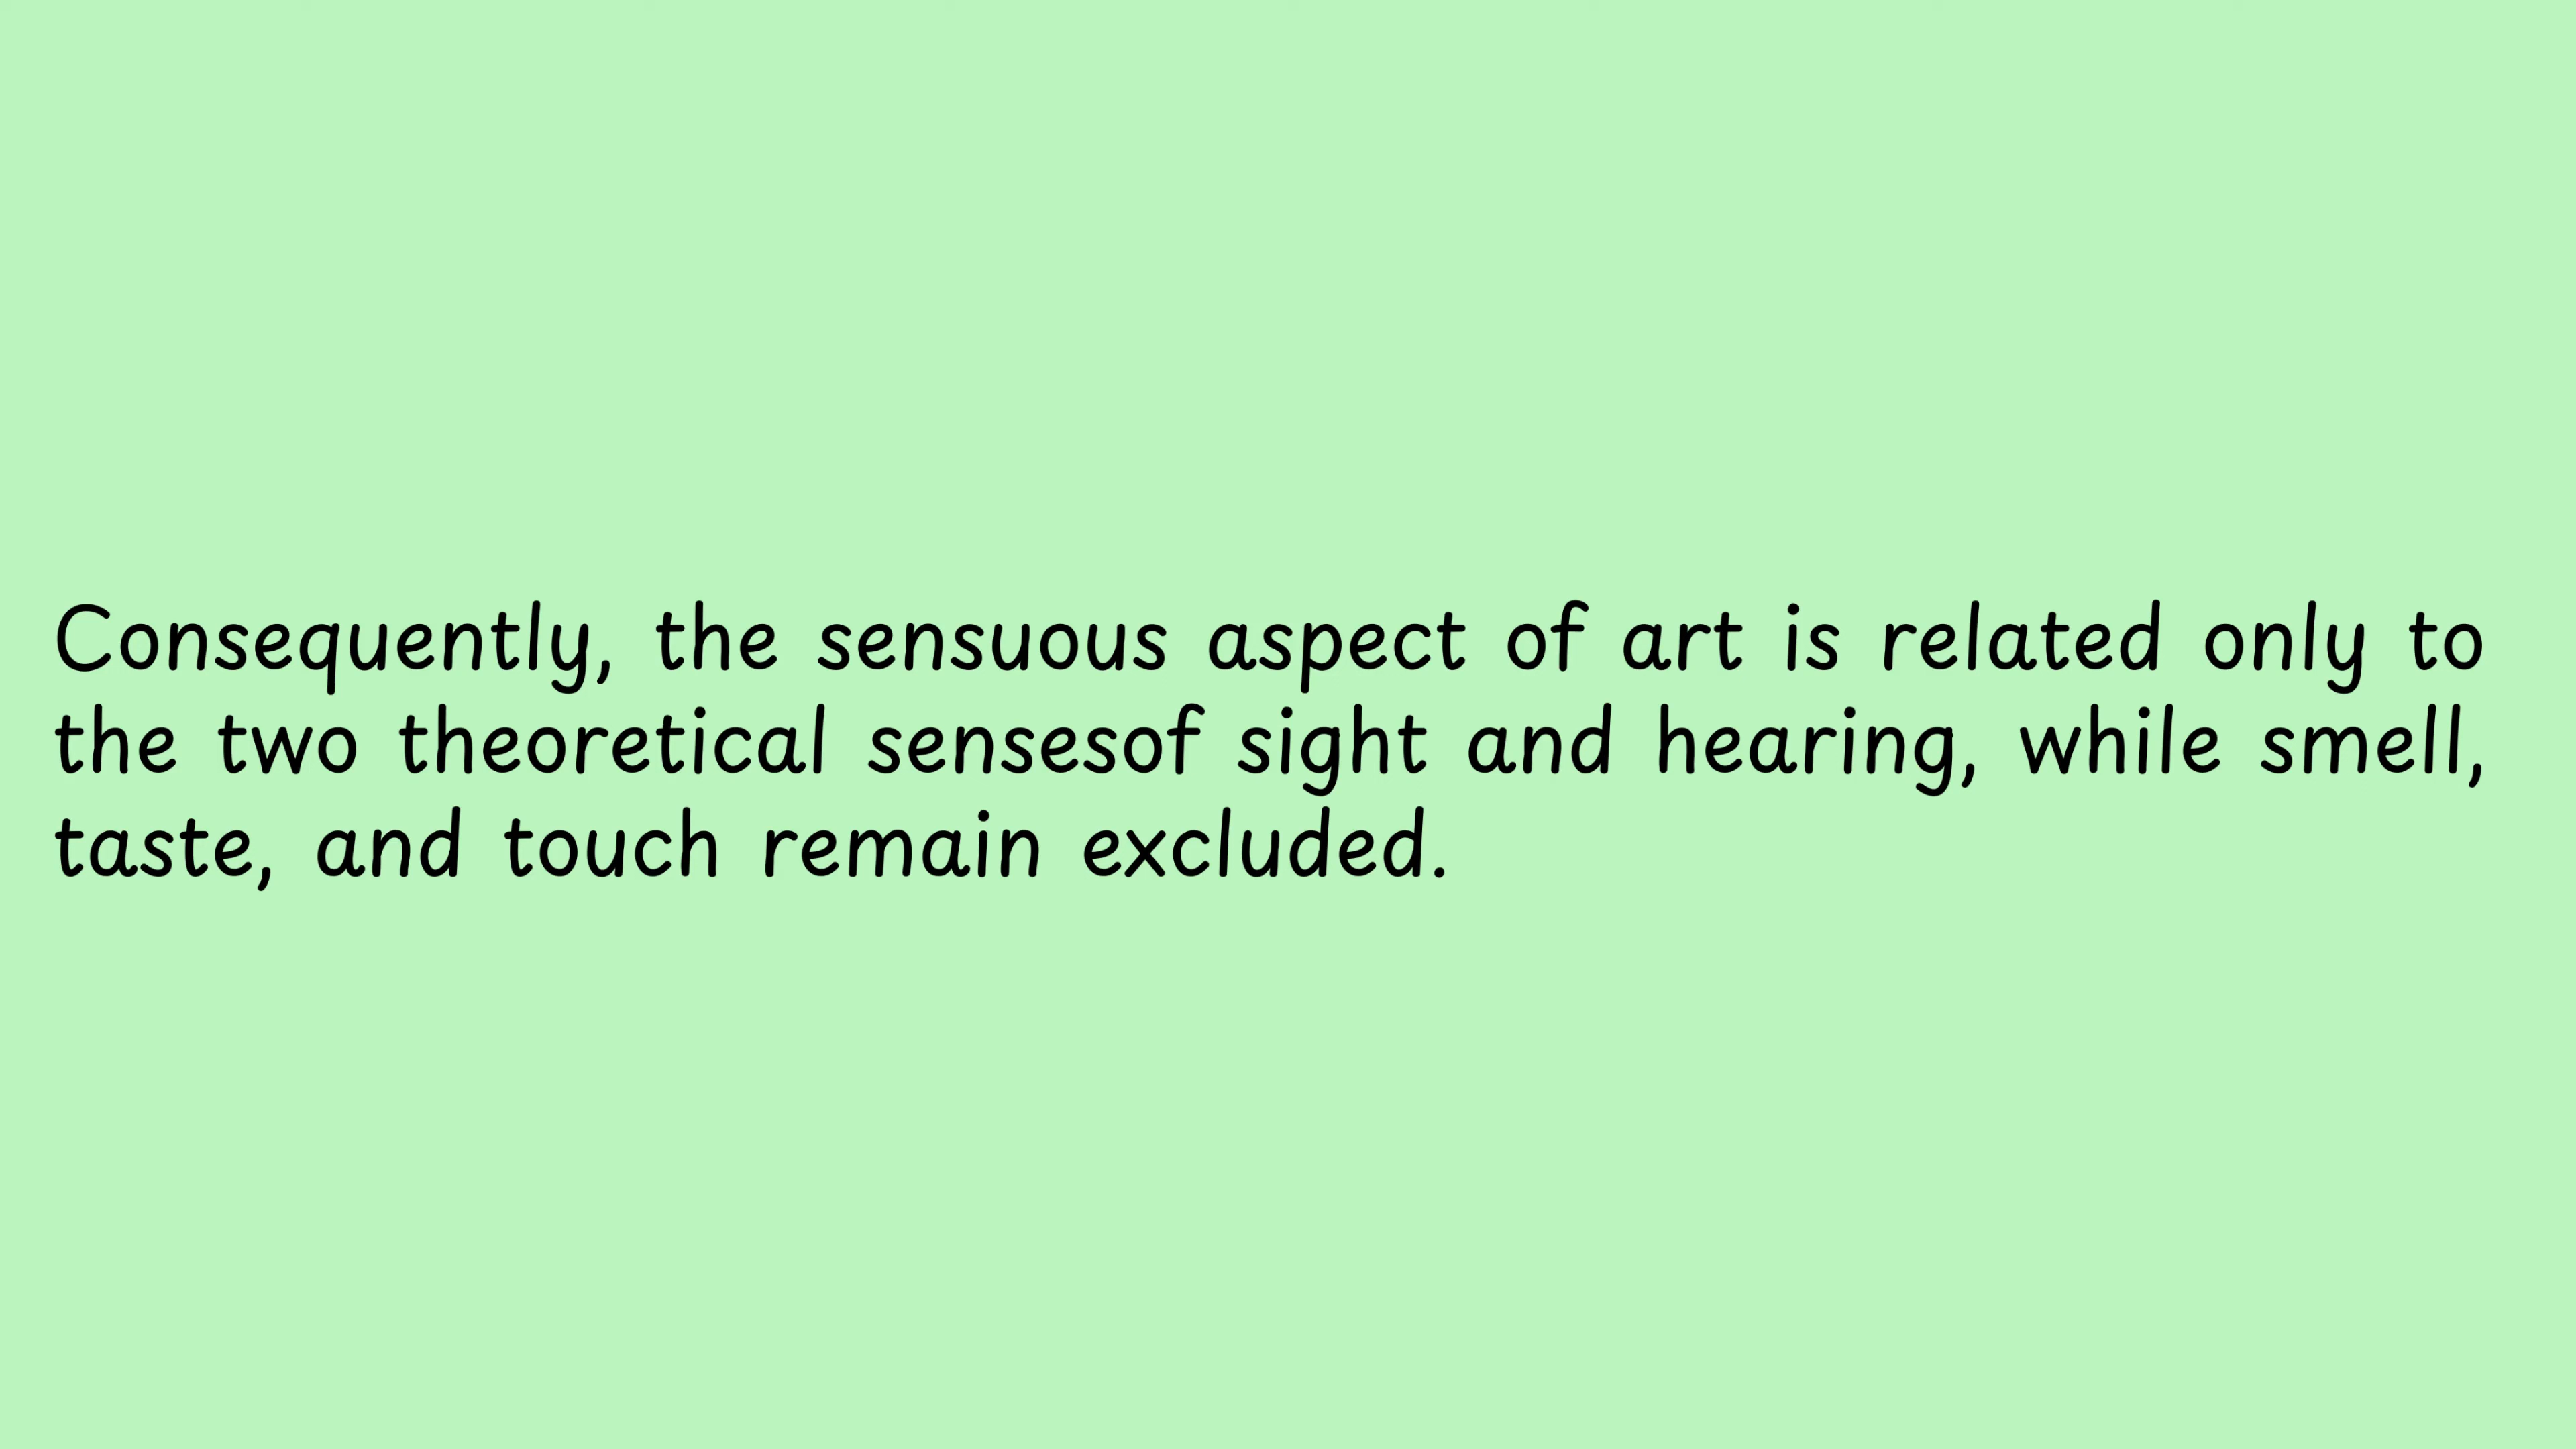 Consequently, the sensuous aspect of art is related only to
the two theoretical sensesof sight and hearing, while smell,
taste, and touch remain excluded.